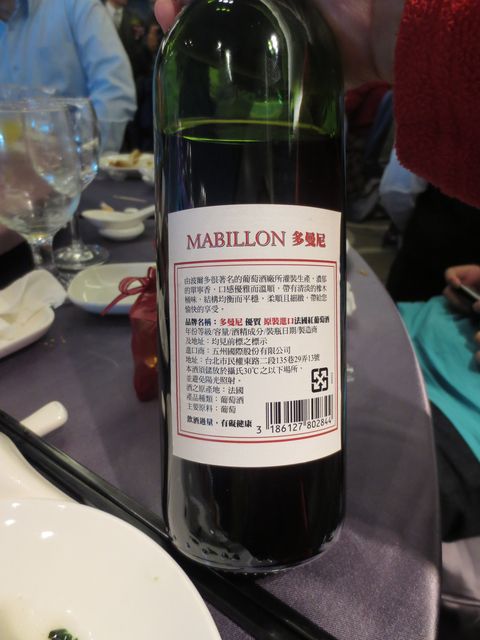 MABILLON 多曼尼
由波爾多很著名的葡萄酒廠所灌裝生產，濃郁
的單寧香，口感優雅而溫順，帶有清淡的橡木
桶味，結構均衡而平穩，柔順且細緻，帶給您
愉快的享受。
品牌名稱：多曼尼 優質 原裝進口法國紅葡萄酒
年份等級/容量/酒精成分/裝瓶日期/製造商
及地址：均見前標之標示
進口商：五州國際股份有限公司
地址：台北市民權東路二段135巷29弄13號
本酒須儲放於攝氏30℃之以下場所，
並避免陽光照射。
酒之原產地：法國
產品種類：葡萄酒
主要原料：葡萄
飲酒過量，有礙健康
3 186127 802844